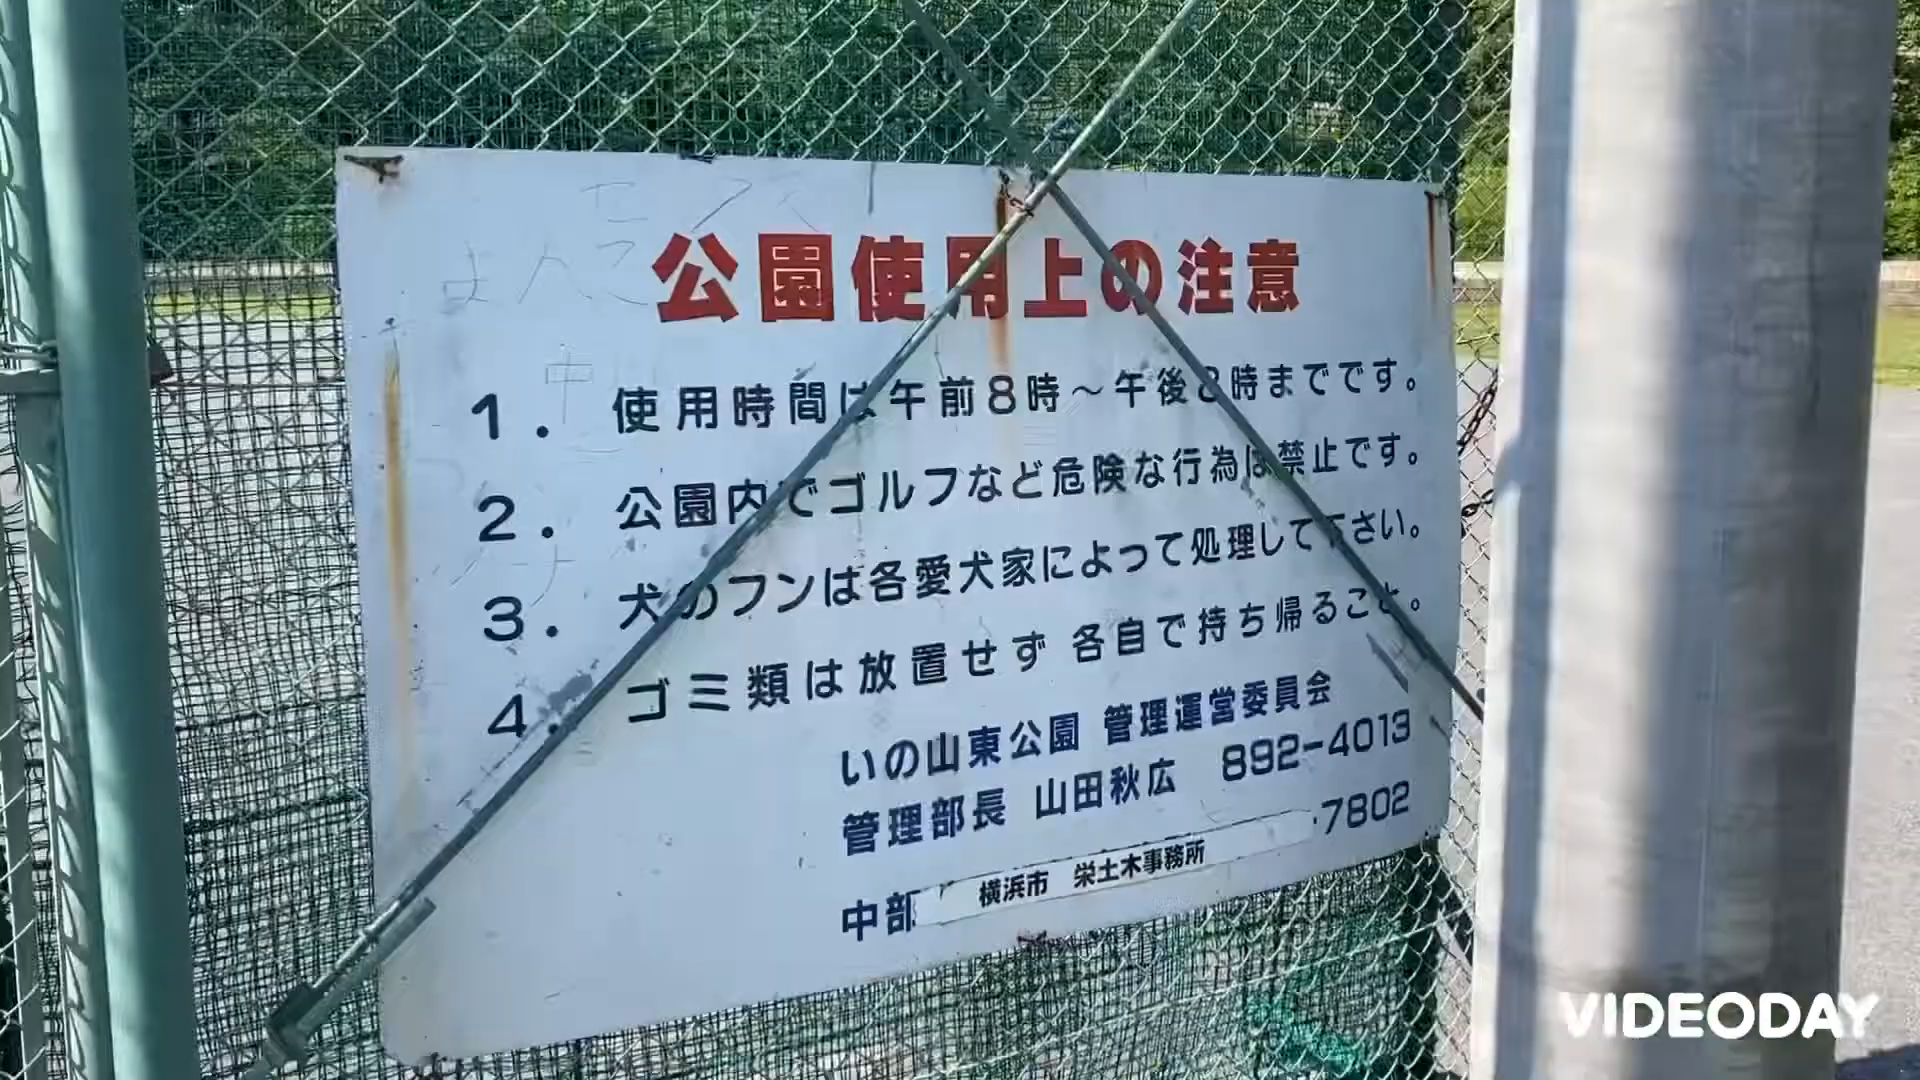 公園使用上の注意
1. 使用時間は午前8時～午後8時までです。
2. 公園内でゴルフなど危険な行為は禁止です。
3. 犬のフンは各愛犬家によって処理して下さい。
4. ゴミ類は放置せず 各自で持ち帰ること。
いの山東公園 管理運営委員会
管理部長 山田秋広 892-4013
中部 横浜市 栄土木事務所 -7802
VIDEODAY